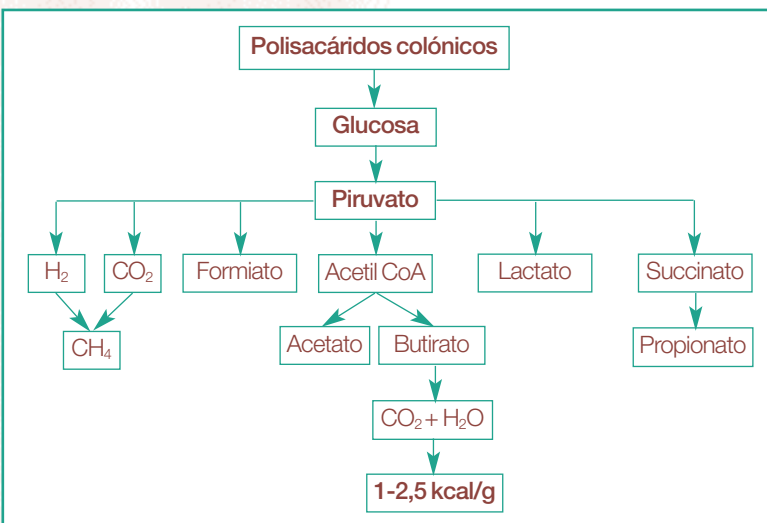 Polisacáridos colónicos
Glucosa
Piruvato
H₂
CO₂
Formiato
Acetil CoA
Lactato
Succinato
CH₄
Acetato
Butirato
Propionato
CO₂ + H₂O
1-2,5 kcal/g